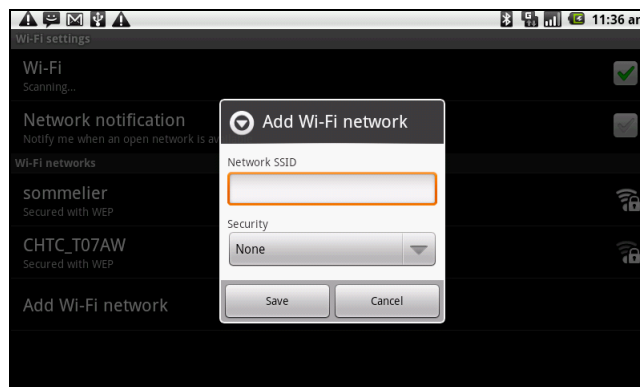 11:36 am
Wi-Fi settings
Wi-Fi
Scanning...
Network notification
Notify me when an open network is av
Add Wi-Fi network
Network SSID
Security
None
Save
Cancel
Wi-Fi networks
sommelier
Secured with WEP
CHTC_T07AW
Secured with WEP
Add Wi-Fi network